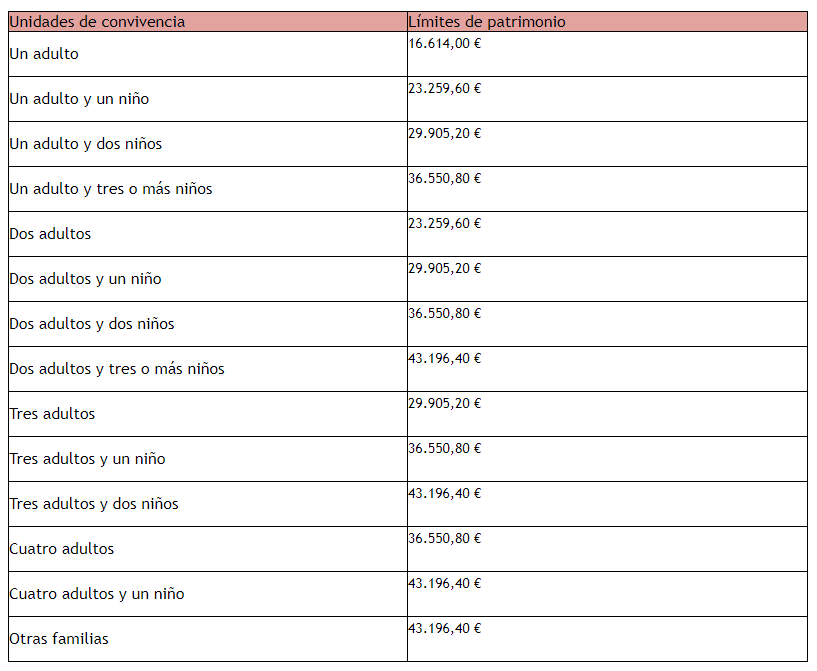 Unidades de convivencia Límites de patrimonio
Un adulto 16.614,00 €
Un adulto y un niño 23.259,60 €
Un adulto y dos niños 29.905,20 €
Un adulto y tres o más niños 36.550,80 €
Dos adultos 23.259,60 €
Dos adultos y un niño 29.905,20 €
Dos adultos y dos niños 36.550,80 €
Dos adultos y tres o más niños 43.196,40 €
Tres adultos 29.905,20 €
Tres adultos y un niño 36.550,80 €
Tres adultos y dos niños 43.196,40 €
Cuatro adultos 36.550,80 €
Cuatro adultos y un niño 43.196,40 €
Otras familias 43.196,40 €